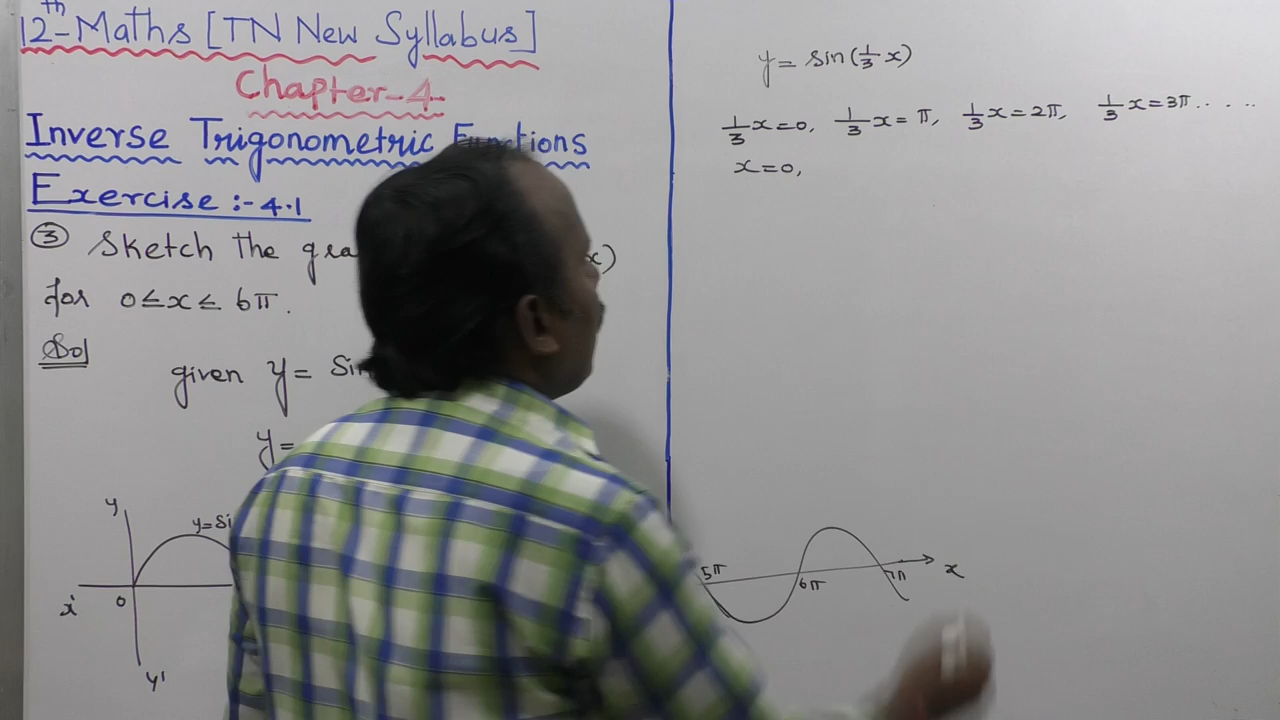 12th-Maths [TN New Syllabus]
Chapter-4-
Inverse Trigonometric Functions
Exercise :-4.1
③ Sketch the x)
for 0≤x≤ 6π.
Sol
given y= Sin
y=
y
y=Si
x' 0
y'
y= sin(1/3 x)
1/3 x=0, 1/3 x= π, 1/3 x=2π, 1/3 x=3π.. . ..
x=0,
5π 6π 7π x